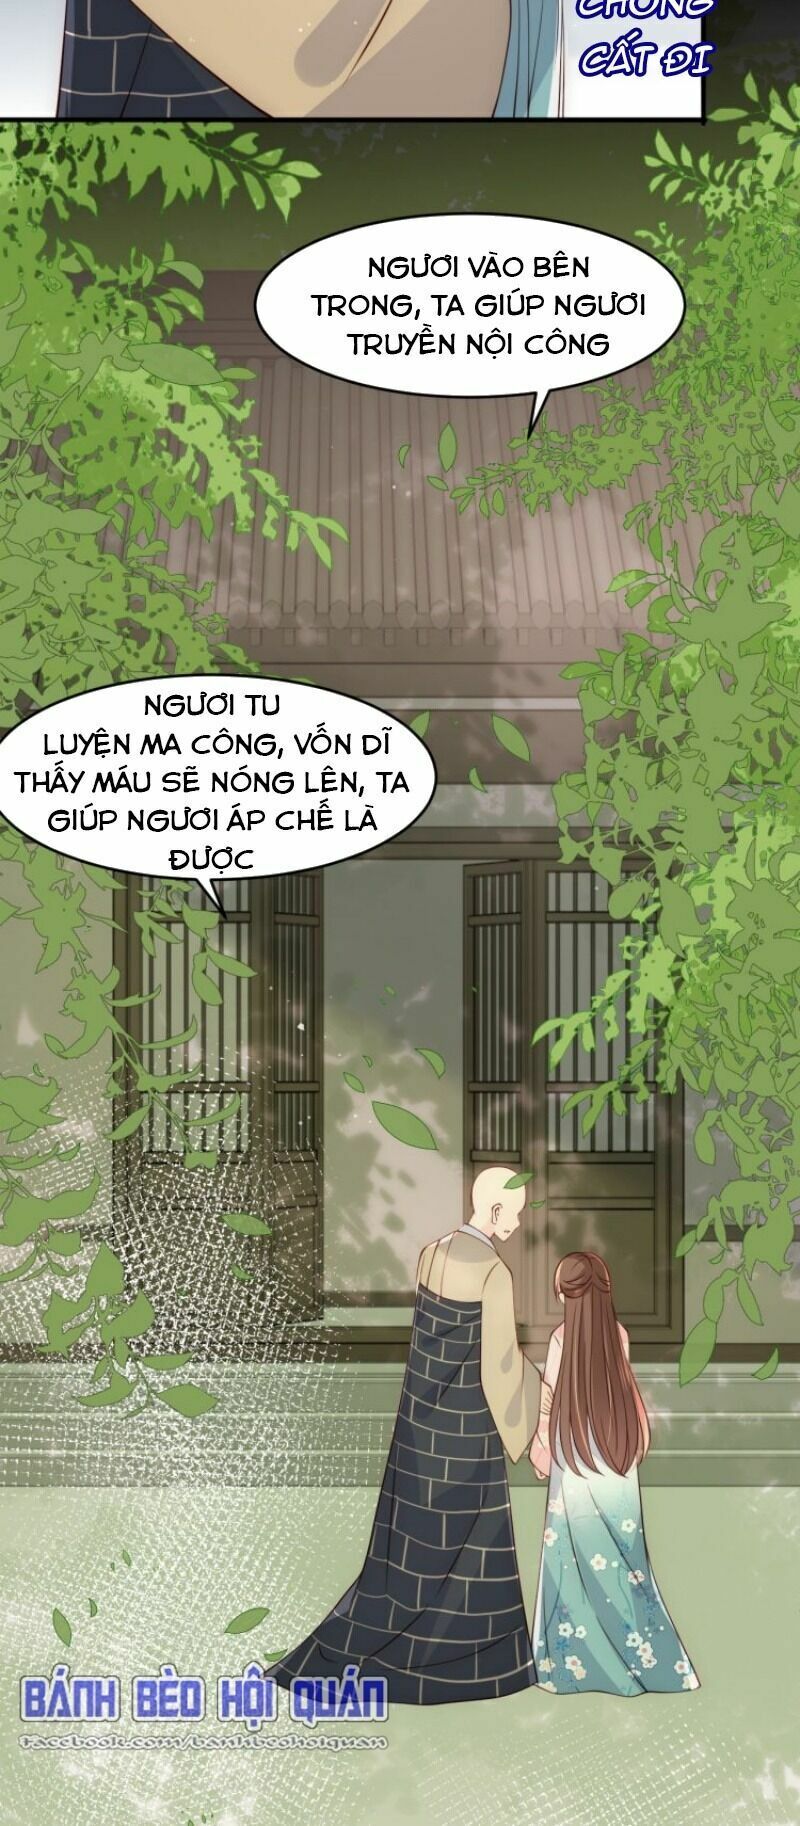 CHÓNG
CẤT ĐI
NGƯƠI VÀO BÊN
TRONG, TA GIÚP NGƯƠI
TRUYỀN NỘI CÔNG
NGƯƠI TU
LUYỆN MA CÔNG, VỐN DĨ
THẤY MÁU SẼ NÓNG LÊN, TA
GIÚP NGƯƠI ÁP CHẾ LÀ
ĐƯỢC
BÁNH BÈO HỘI QUÁN
facebook.com/banhbeohoiquan